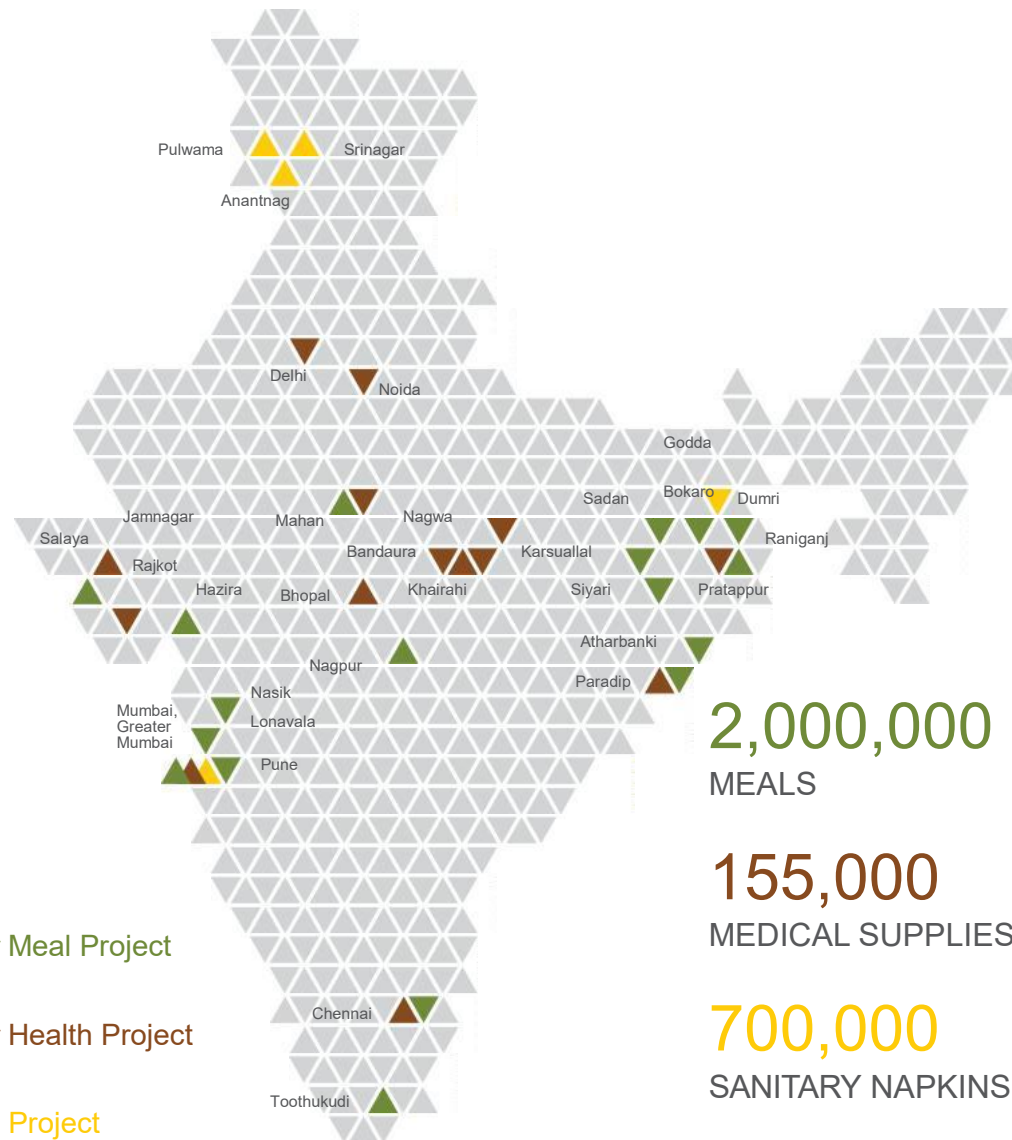 Pulwama
Srinagar
Anantnag
Delhi
Noida
Godda
Sadan
Bokaro
Dumri
Jamnagar
Mahan
Nagwa
Salaya
Bandaura
Karsuallal
Raniganj
Rajkot
Hazira
Bhopal
Khairahi
Siyari
Pratappur
Atharbanki
Nagpur
Paradip
Nasik
Mumbai,
Greater
Mumbai
Lonavala
Pune
2,000,000
MEALS
155,000
MEDICAL SUPPLIES
700,000
SANITARY NAPKINS
Meal Project
Health Project
Project
Chennai
Toothukudi